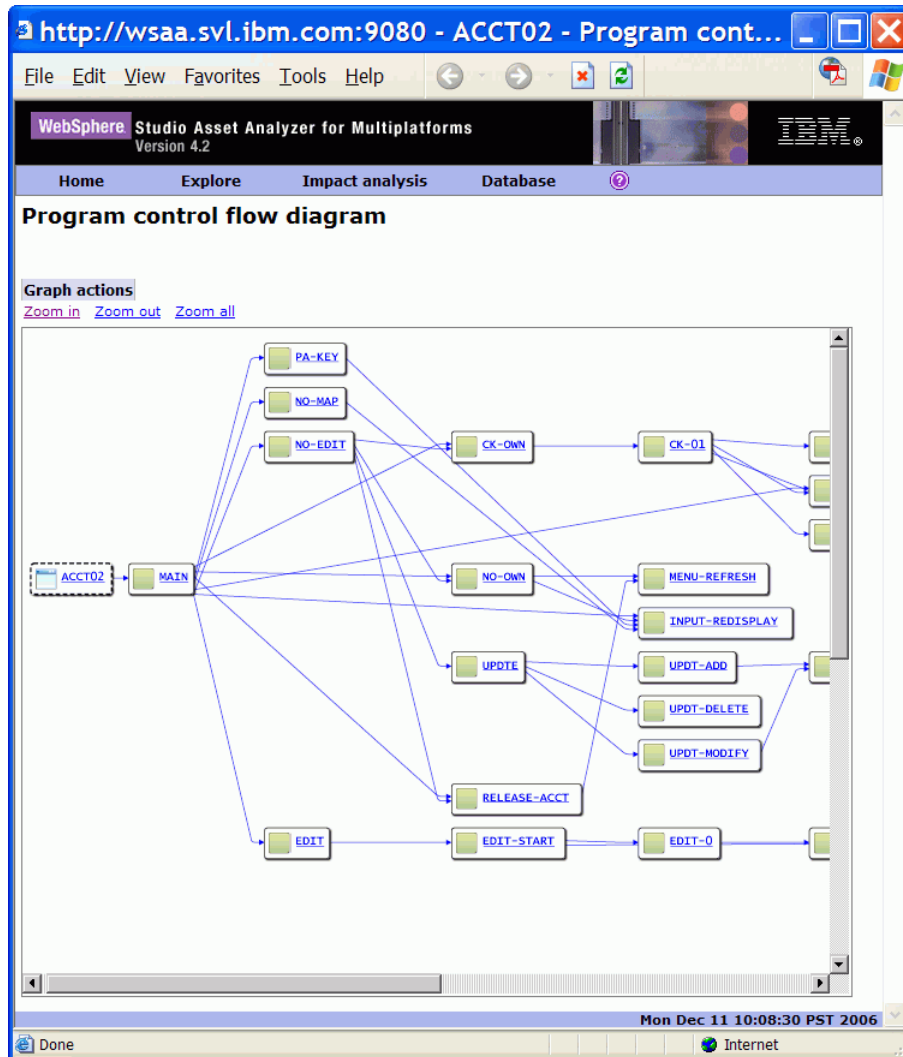 http://wsaa.svl.ibm.com:9080 - ACCT02 - Program cont...
File Edit View Favorites Tools Help
WebSphere. Studio Asset Analyzer for Multiplatforms
Version 4.2
IBM®
Home Explore Impact analysis Database ?
Program control flow diagram
Graph actions
Zoom in Zoom out Zoom all
PA-KEY
NO-MAP
NO-EDIT CK-OWN CK-01
ACCT02 MAIN NO-OWN MENU-REFRESH
INPUT-REDISPLAY
UPDTE UPDT-ADD
UPDT-DELETE
UPDT-MODIFY
RELEASE-ACCT
EDIT EDIT-START EDIT-0
Mon Dec 11 10:08:30 PST 2006
Done Internet